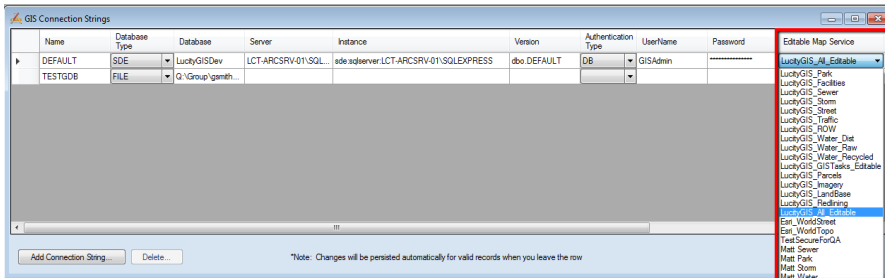 GIS Connection Strings
Name Database Type Database Server Instance Version Authentication Type UserName Password Editable Map Service
DEFAULT SDE LucityGISDev LCT-ARCSRV-01\SQL... sde:sqlserver:LCT-ARCSRV-01\SQLEXPRESS dbo.DEFAULT DB GISAdmin *************** LucityGIS_All_Editable
TESTGDB FILE Q:\Group\gsmith...
LucityGIS_Park
LucityGIS_Facilities
LucityGIS_Sewer
LucityGIS_Storm
LucityGIS_Street
LucityGIS_Traffic
LucityGIS_ROW
LucityGIS_Water_Dist
LucityGIS_Water_Raw
LucityGIS_Water_Recycled
LucityGIS_GISTasks_Editable
LucityGIS_Parcels
LucityGIS_Imagery
LucityGIS_LandBase
LucityGIS_Redlining
LucityGIS_All_Editable
Esri_WorldStreet
Esri_WorldTopo
TestSecureForQA
Matt Sewer
Matt Park
Matt Storm
Matt Water
Add Connection String... Delete... *Note: Changes will be persisted automatically for valid records when you leave the row